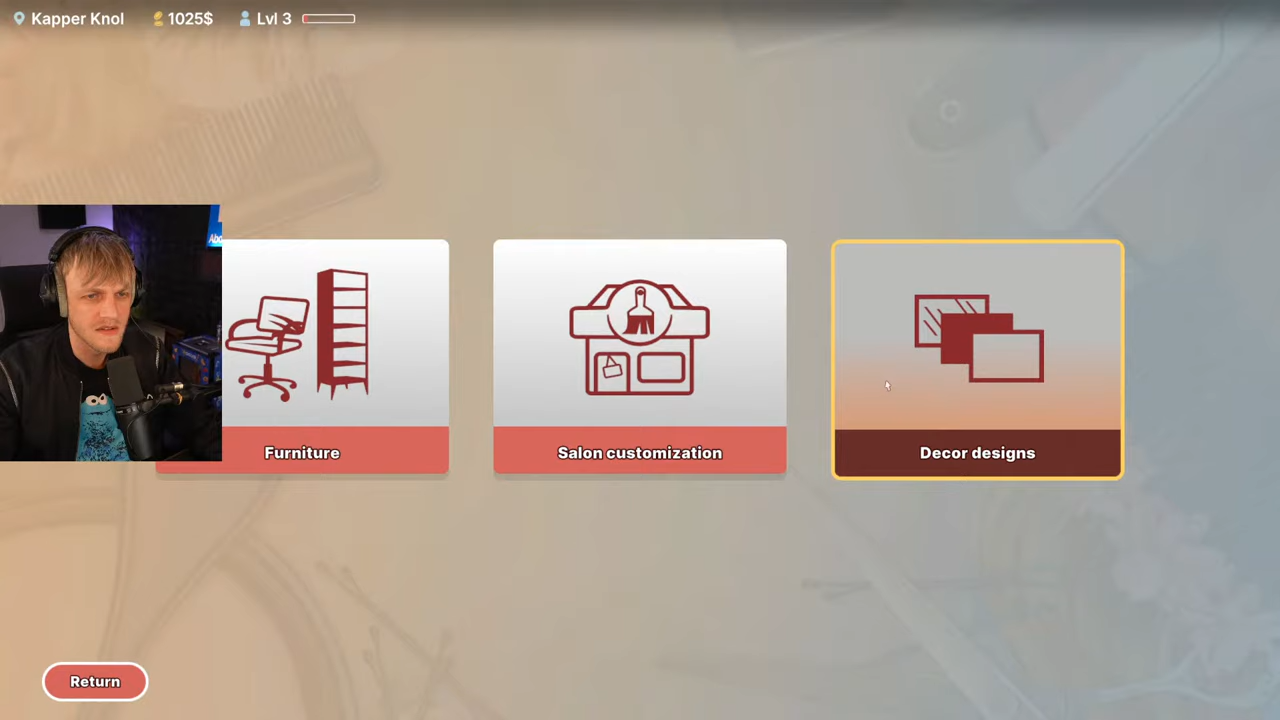 Kapper Knol 1025$ Lvl 3
Furniture
Salon customization
Decor designs
Return